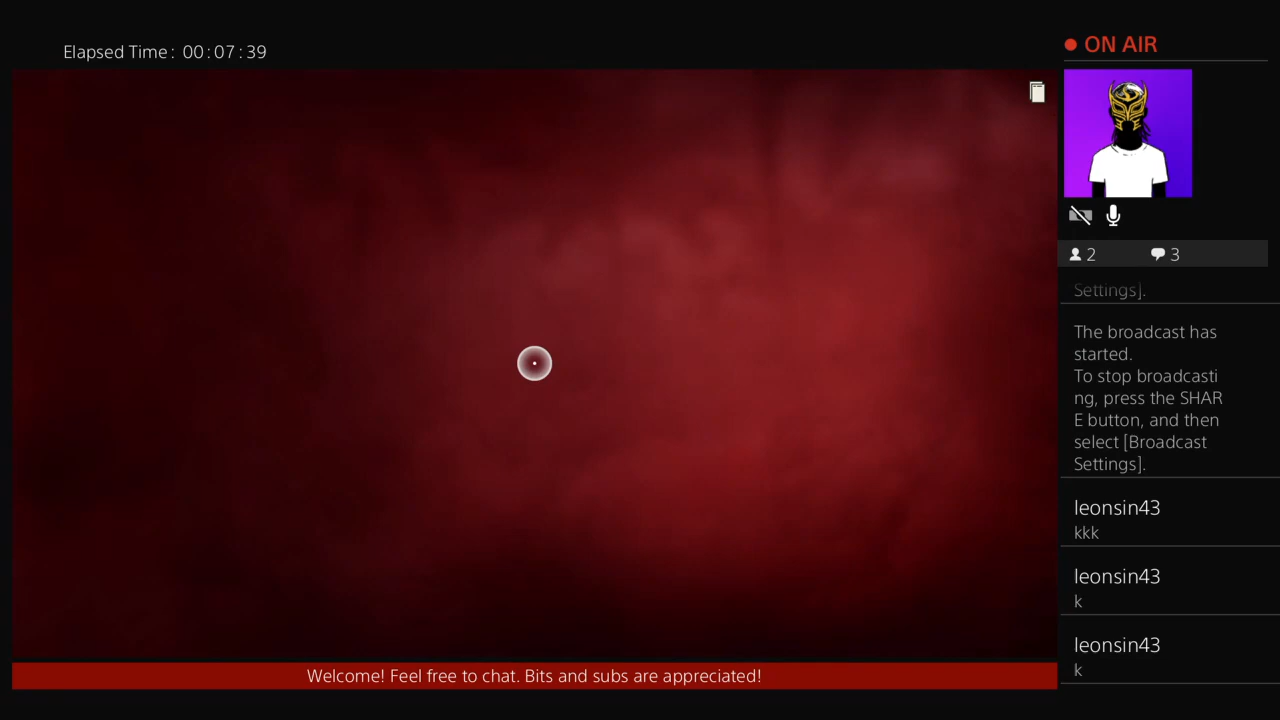 Elapsed Time: 00:07:39
ON AIR
2
3
Settings].
The broadcast has
started.
To stop broadcasti
ng, press the SHAR
E button, and then
select [Broadcast
Settings].
leonsin43
kkk
leonsin43
k
leonsin43
k
Welcome! Feel free to chat. Bits and subs are appreciated!